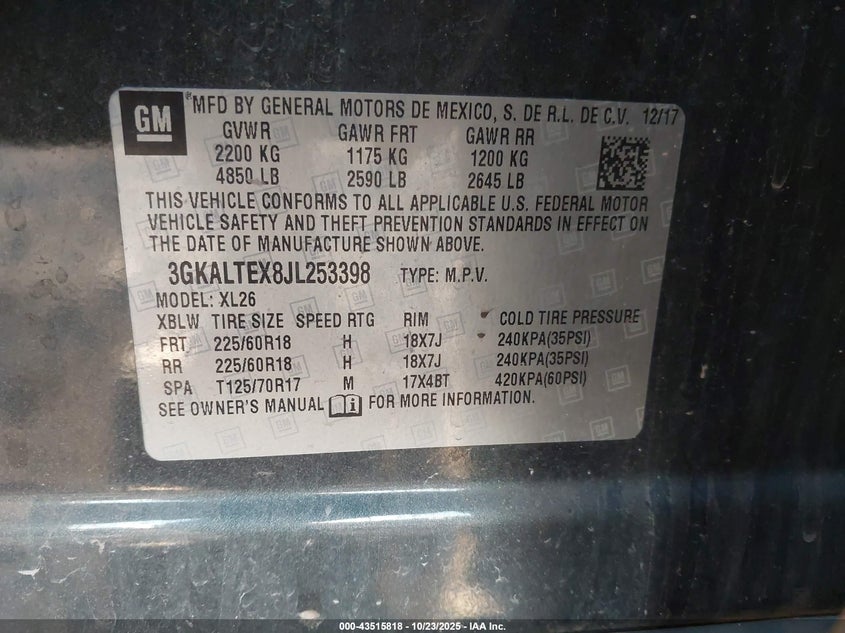 GM ® MFD BY GENERAL MOTORS DE MEXICO, S. DE R.L. DE C.V. 12/17
GVWR GAWR FRT GAWR RR
2200 KG 1175 KG 1200 KG
4850 LB 2590 LB 2645 LB
THIS VEHICLE CONFORMS TO ALL APPLICABLE U.S. FEDERAL MOTOR
VEHICLE SAFETY AND THEFT PREVENTION STANDARDS IN EFFECT ON
THE DATE OF MANUFACTURE SHOWN ABOVE.
3GKALTEX8JL253398 TYPE: M.P.V.
MODEL: XL26
XBLW TIRE SIZE SPEED RTG RIM COLD TIRE PRESSURE
FRT 225/60R18 H 18X7J 240KPA(35PSI)
RR 225/60R18 H 18X7J 240KPA(35PSI)
SPA T125/70R17 M 17X4BT 420KPA(60PSI)
SEE OWNER'S MANUAL FOR MORE INFORMATION.
000-43515818 - 10/23/2025 - IAA Inc.